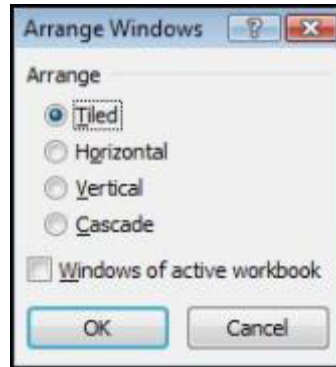 Arrange Windows
Arrange
Tiled
Horizontal
Vertical
Cascade
Windows of active workbook
OK
Cancel